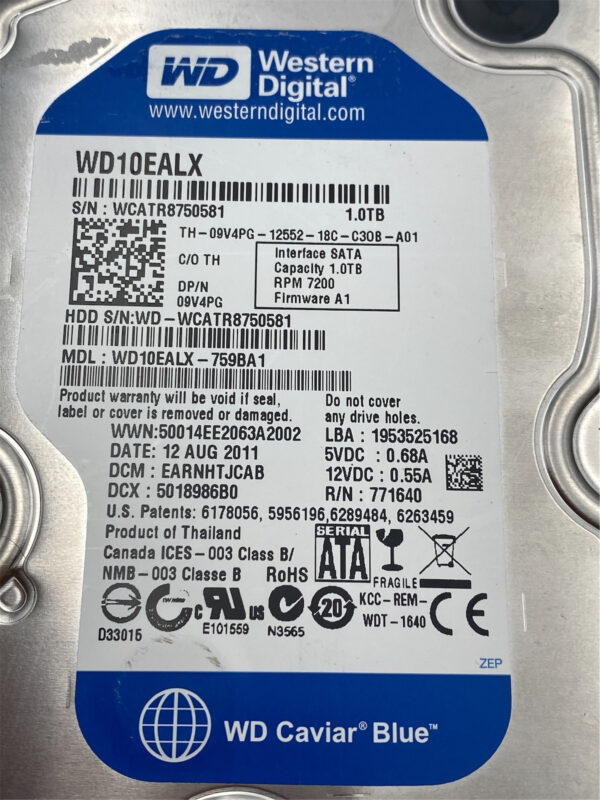 WD Western Digital®
www.westerndigital.com
WD10EALX
S/N : WCATR8750581 1.0TB
TH-09V4PG-12552-18C-C30B-A01
C/O TH
DP/N
09V4PG
Interface SATA
Capacity 1.0TB
RPM 7200
Firmware A1
HDD S/N:WD-WCATR8750581
MDL : WD10EALX-759BA1
Product warranty will be void if seal,
label or cover is removed or damaged.
Do not cover
any drive holes.
WWN:50014EE2063A2002
DATE: 12 AUG 2011
DCM : EARNHTJCAB
DCX : 5018986B0
LBA : 1953525168
5VDC : 0.68A
12VDC : 0.55A
R/N : 771640
U.S. Patents: 6178056, 5956196,6289484, 6263459
Product of Thailand
Canada ICES-003 Class B/
NMB-003 Classe B RoHS
SERIAL
ATA
FRAGILE
KCC-REM-
WDT-1640
D33015
c us
E101559
N3565
20
CE
ZEP
WD Caviar® Blue™